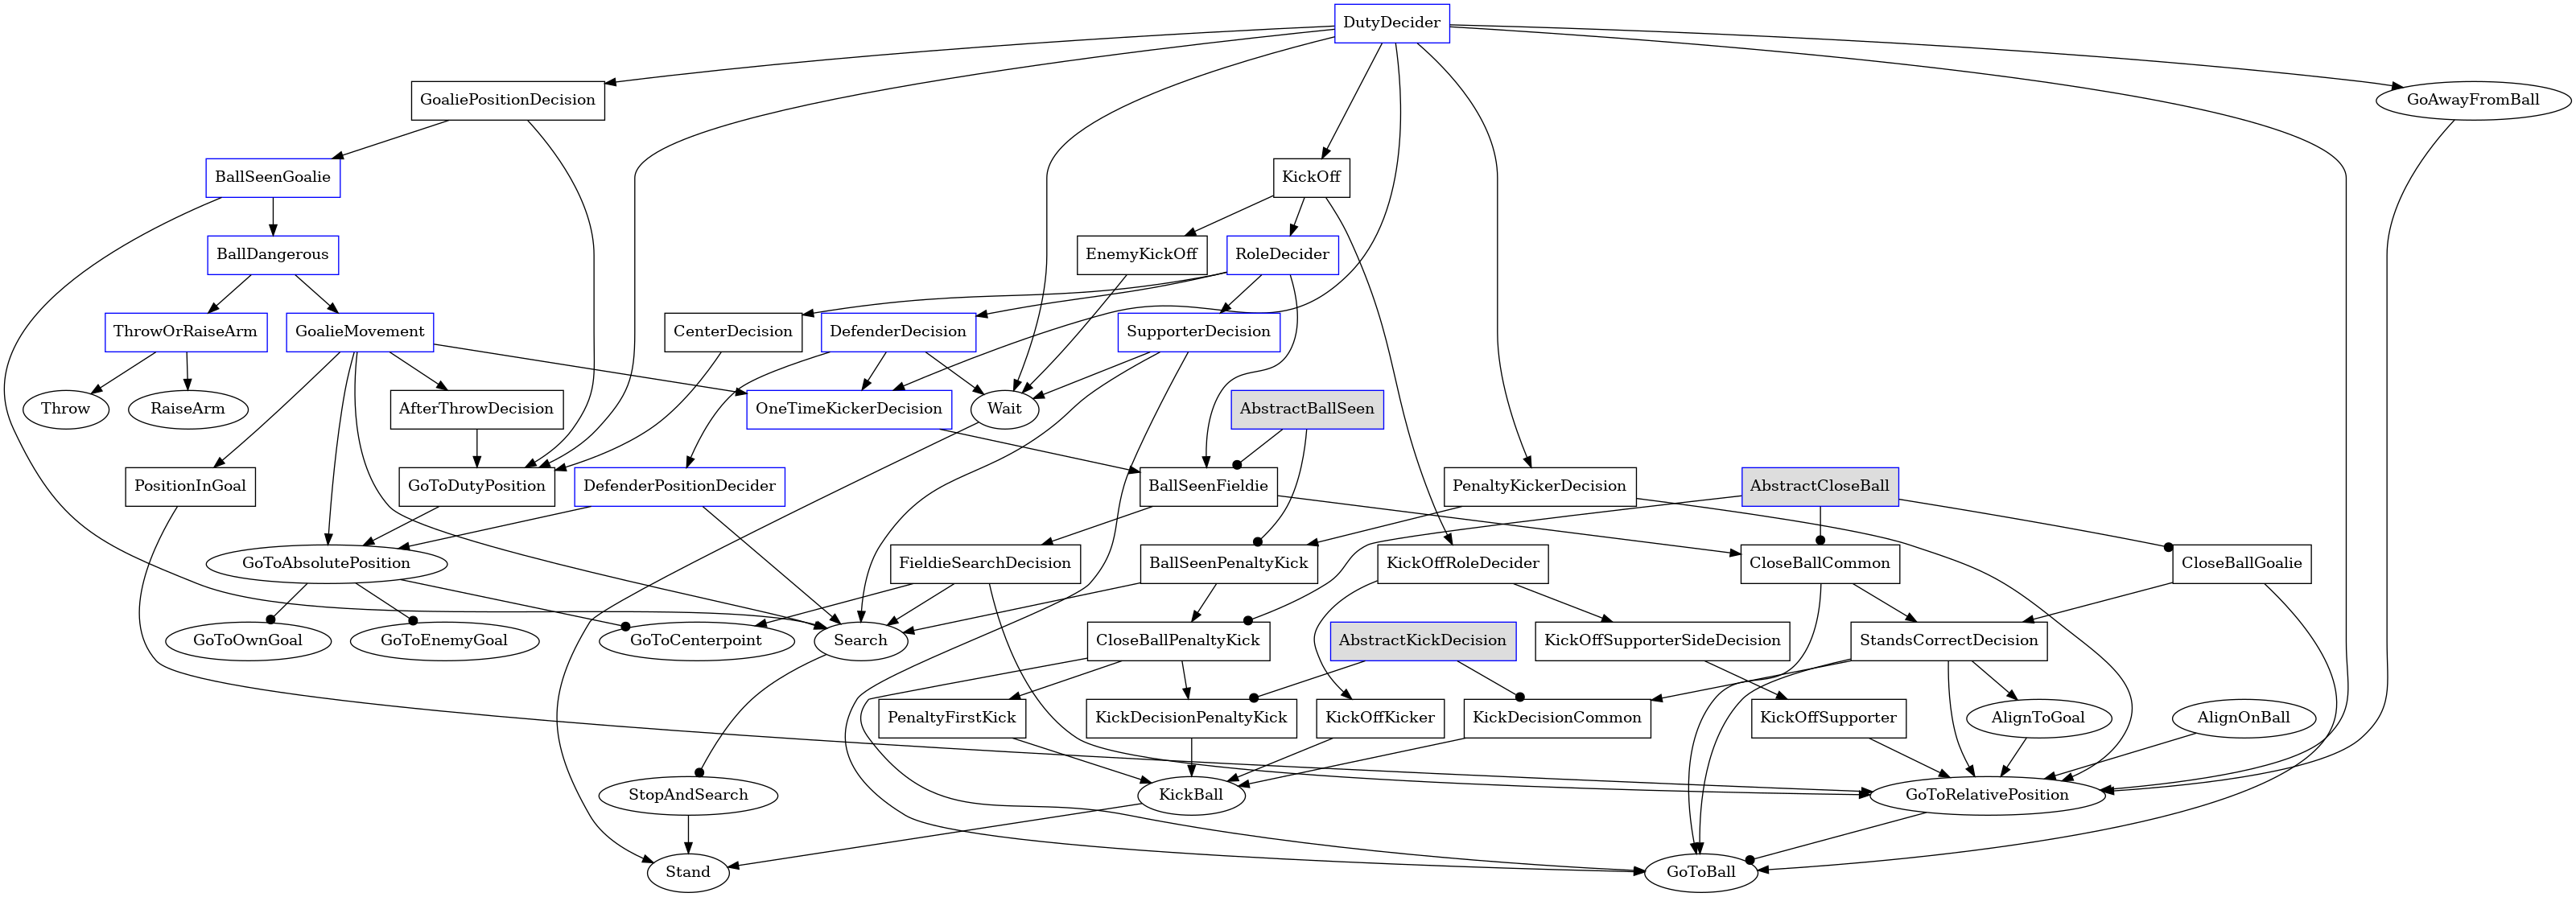 DutyDecider
GoaliePositionDecision
GoAwayFromBall
BallSeenGoalie
KickOff
BallDangerous
EnemyKickOff
RoleDecider
ThrowOrRaiseArm
GoalieMovement
CenterDecision
DefenderDecision
SupporterDecision
Throw
RaiseArm
AfterThrowDecision
OneTimeKickerDecision
Wait
AbstractBallSeen
PositionInGoal
GoToDutyPosition
DefenderPositionDecider
BallSeenFieldie
PenaltyKickerDecision
AbstractCloseBall
GoToAbsolutePosition
FieldieSearchDecision
BallSeenPenaltyKick
KickOffRoleDecider
CloseBallCommon
CloseBallGoalie
GoToOwnGoal
GoToEnemyGoal
GoToCenterpoint
Search
CloseBallPenaltyKick
AbstractKickDecision
KickOffSupporterSideDecision
StandsCorrectDecision
PenaltyFirstKick
KickDecisionPenaltyKick
KickOffKicker
KickDecisionCommon
KickOffSupporter
AlignToGoal
AlignOnBall
StopAndSearch
KickBall
GoToRelativePosition
Stand
GoToBall